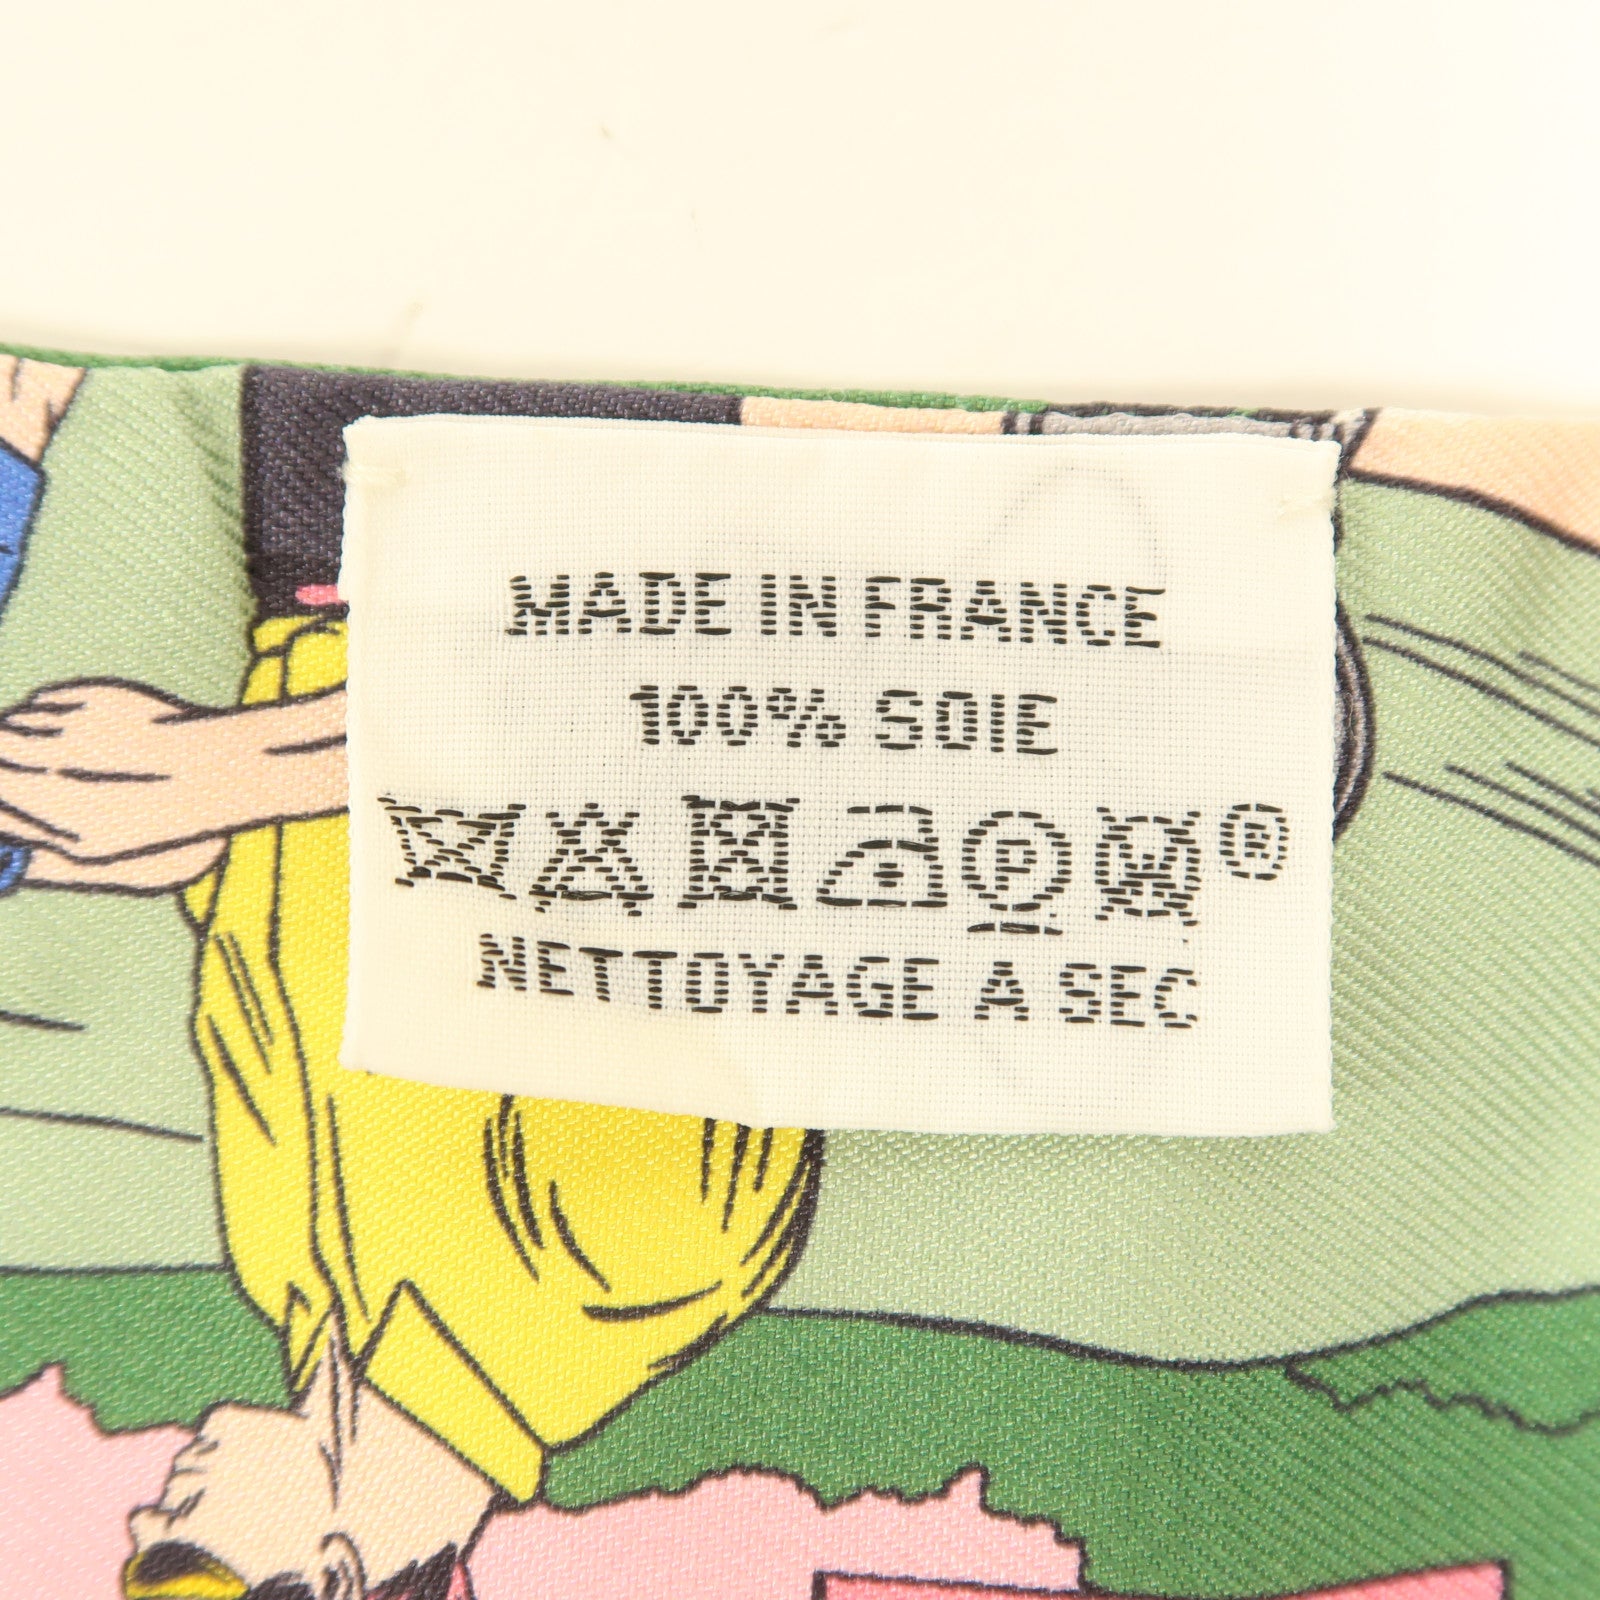 MADE IN FRANCE
100% SOIE
P W ®
NETTOYAGE A SEC